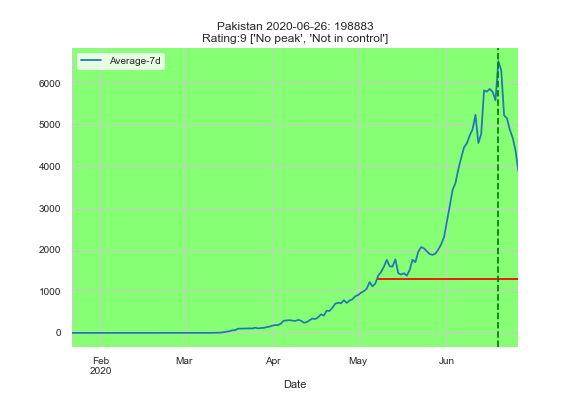 Pakistan 2020-06-26: 198883
Rating:9 ['No peak', 'Not in control']
Average-7d
6000
5000
4000
3000
2000
1000
0
Feb Mar Apr May Jun
2020
Date